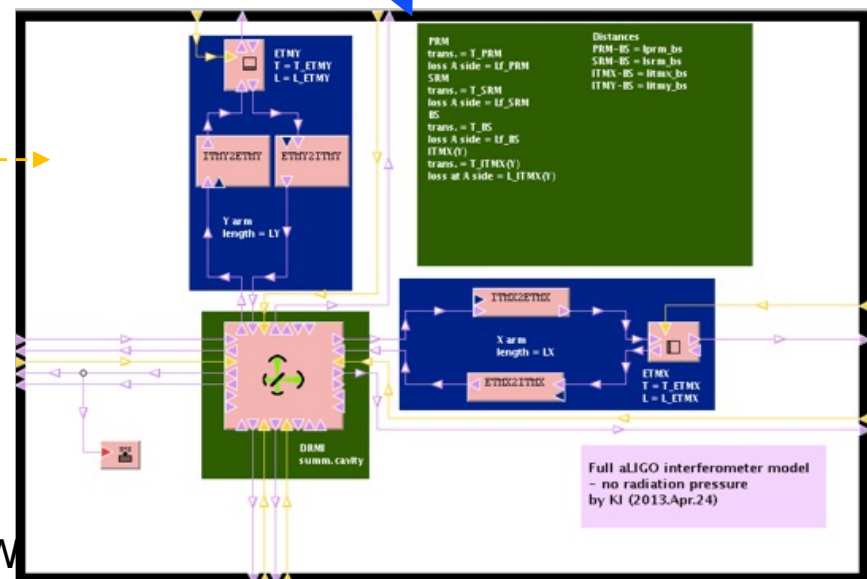 ETMY
T = T_ETMY
L = L_ETMY
ITMY2ETMY
ETMY2ITMY
Y arm
length = LY
PRM
trans. = T_PRM
loss A side = Lf_PRM
SRM
trans. = T_SRM
loss A side = Lf_SRM
BS
trans. = T_BS
loss A side = Lf_BS
ITMX(Y)
trans. = T_ITMX(Y)
loss at A side = L_ITMX(Y)
Distances
PRM-BS = lprm_bs
SRM-BS = lsrm_bs
ITMX-BS = litmx_bs
ITMY-BS = litmy_bs
ITMX2ETMX
X arm
length = LX
ETMX2ITMX
ETMX
T = T_ETMX
L = L_ETMX
DRMI
summ.cavity
Full aLIGO interferometer model
- no radiation pressure
by KI (2013.Apr.24)